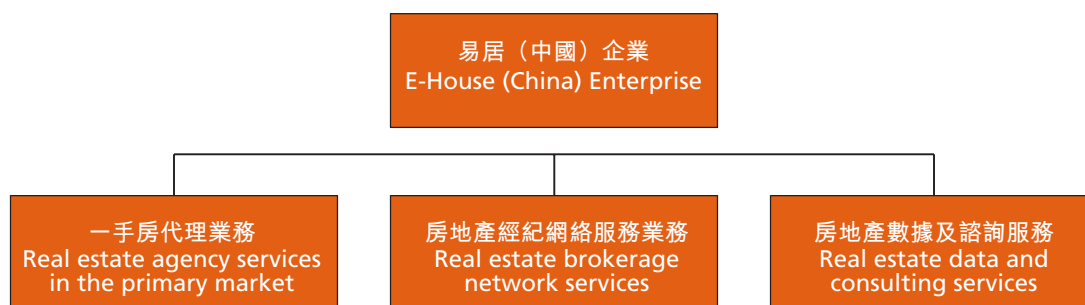 易居（中國）企業
E-House (China) Enterprise
一手房代理業務
Real estate agency services
in the primary market
房地產經紀網絡服務業務
Real estate brokerage
network services
房地產數據及諮詢服務
Real estate data and
consulting services